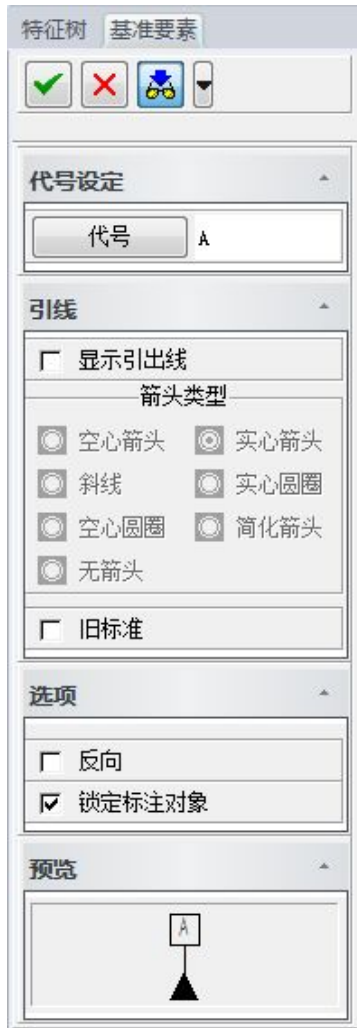 特征树 基准要素
代号设定
代号 A
引线
显示引出线
箭头类型
空心箭头 实心箭头
斜线 实心圆圈
空心圆圈 简化箭头
无箭头
旧标准
选项
反向
锁定标注对象
预览
A